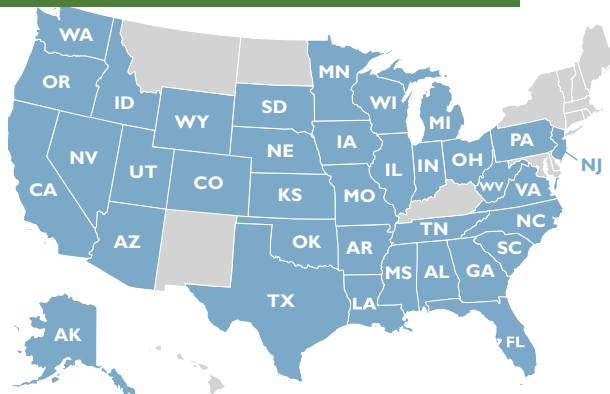 WA
OR
ID
WY
NV
UT
CA
CO
AZ
SD
NE
KS
OK
TX
MN
IA
MO
AR
LA
WI
IL
MI
IN
OH
PA
NJ
WV
VA
TN
NC
SC
MS
AL
GA
FL
AK